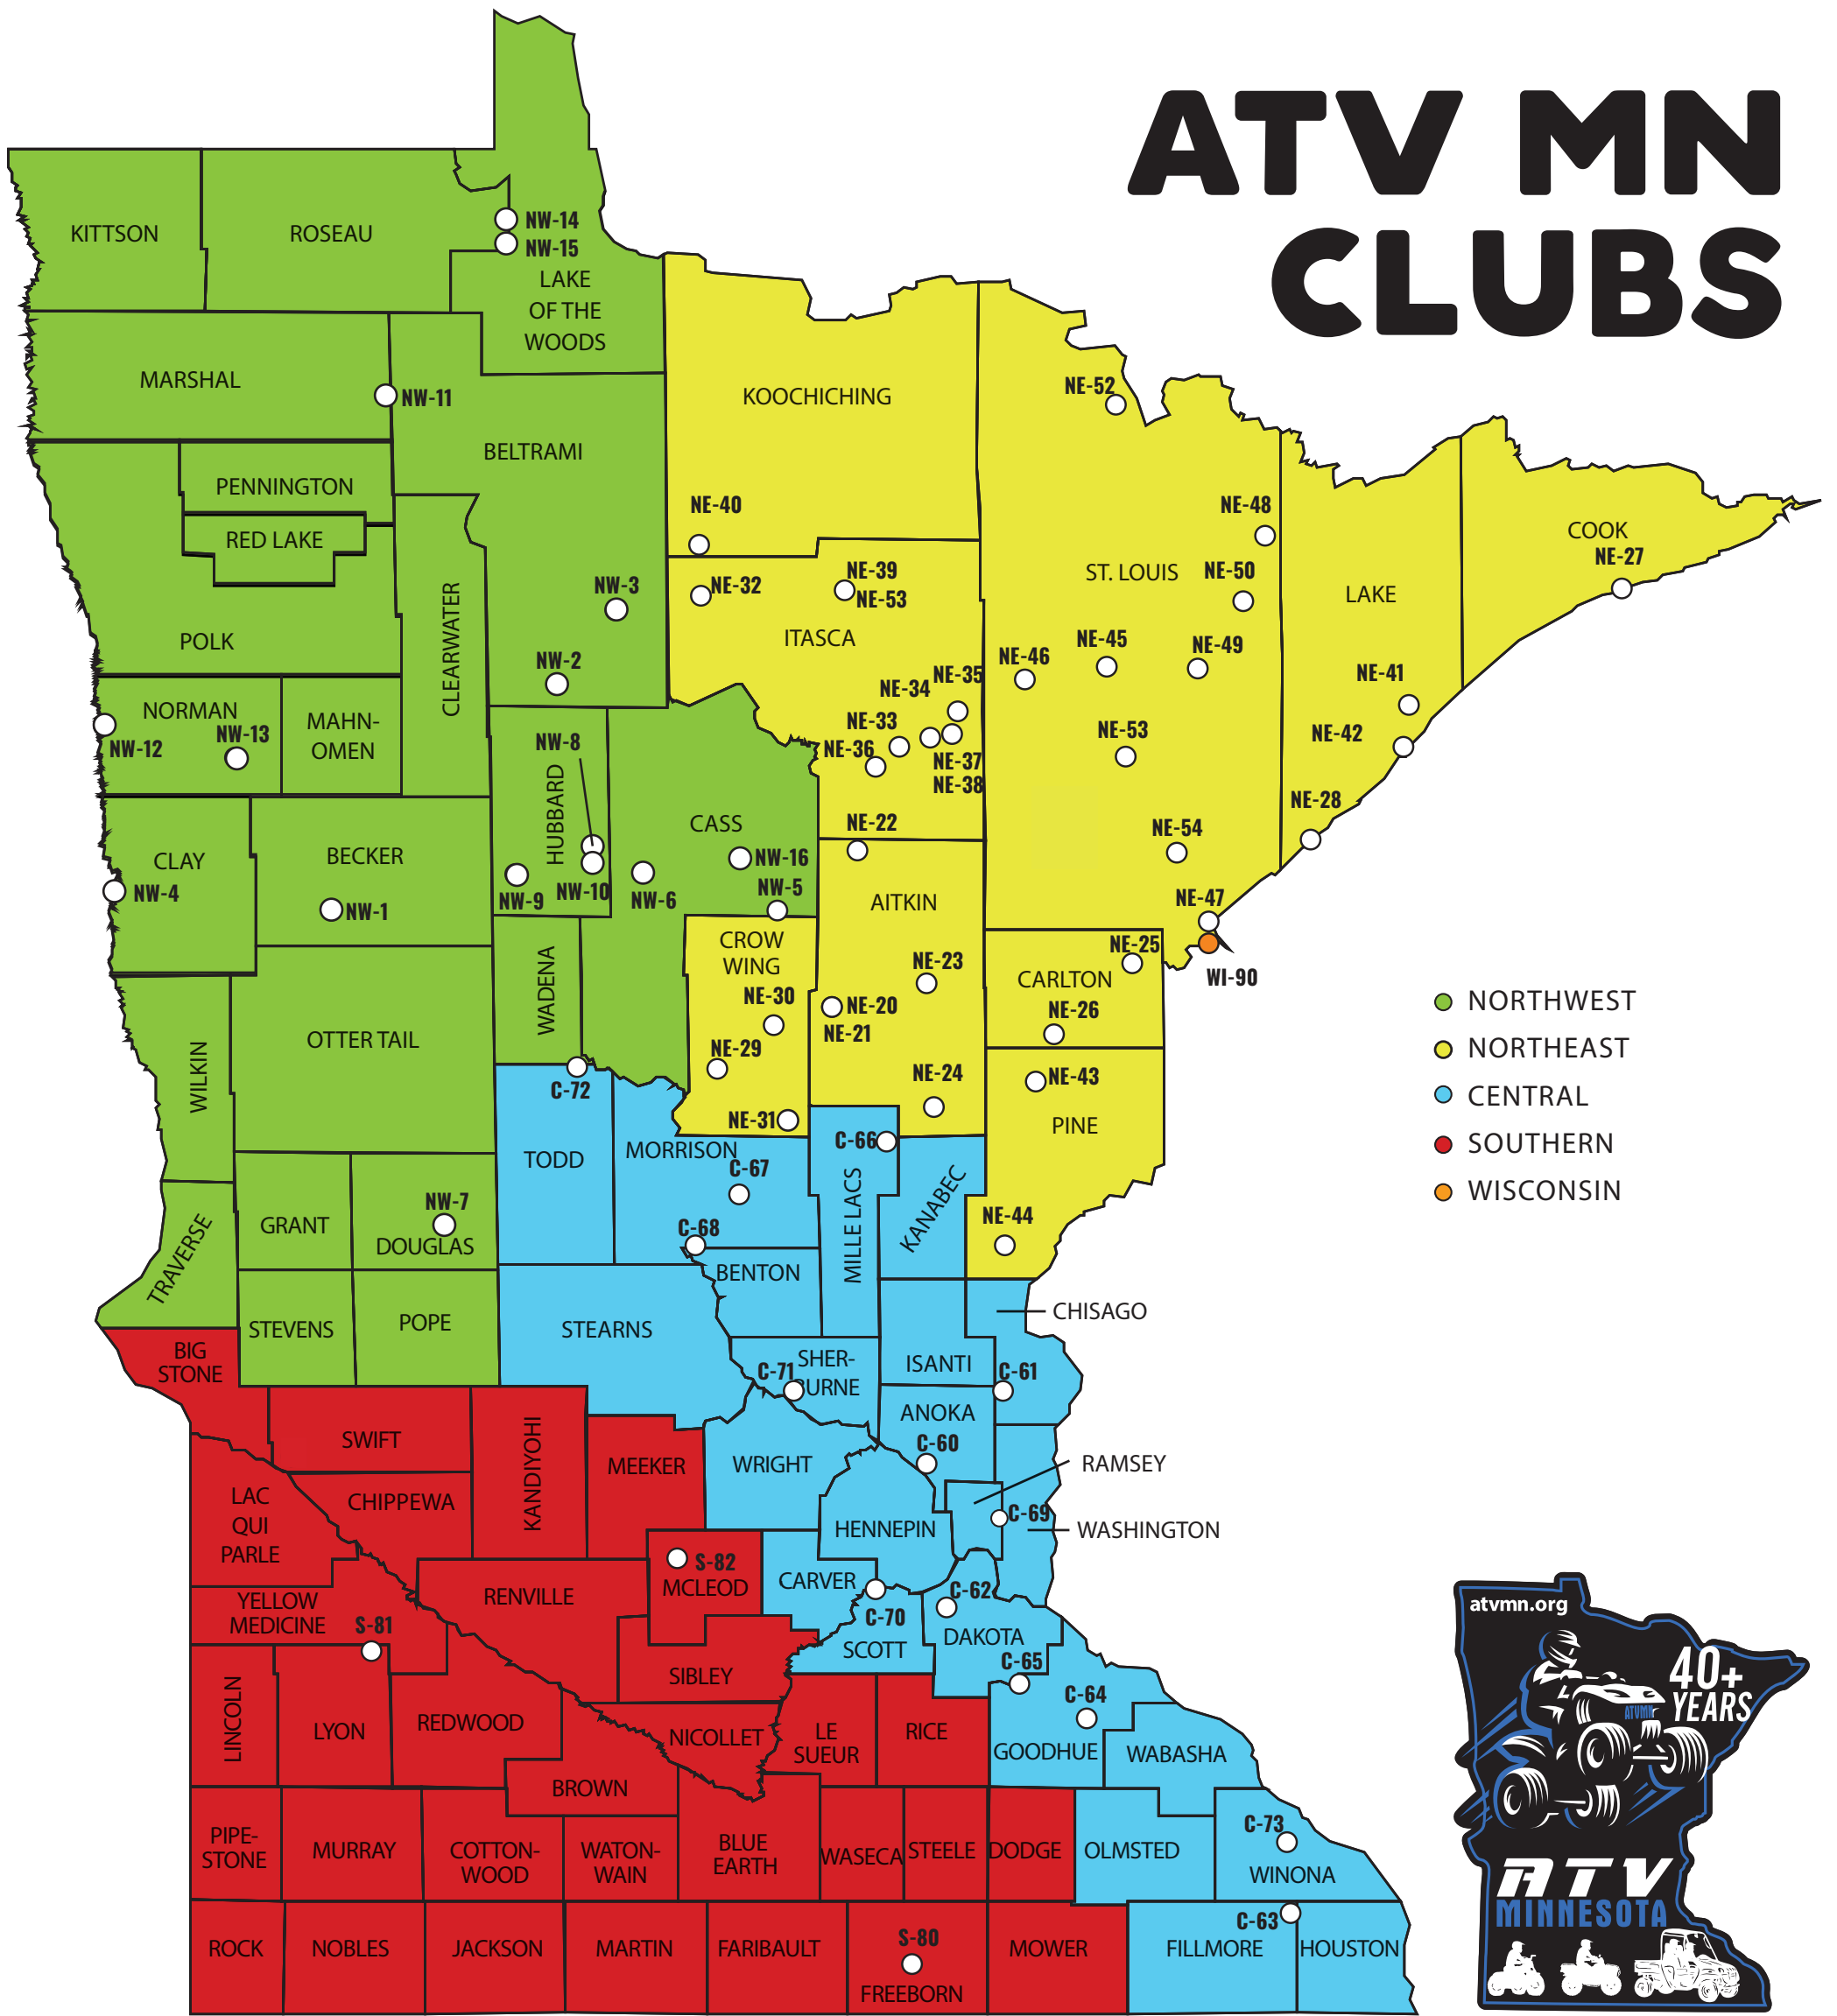 ATV MN
CLUBS
KITTSON
ROSEAU
NW-14
NW-15
LAKE
OF THE
WOODS
MARSHAL
NW-11
BELTRAMI
KOOCHICHING
NE-52
PENNINGTON
RED LAKE
NE-40
NE-48
COOK
NE-27
ST. LOUIS
NE-50
LAKE
NW-3
NE-32
NE-39
NE-53
ITASCA
POLK
CLEARWATER
NW-2
NE-46
NE-45
NE-49
NE-41
NE-42
NE-35
NE-34
NE-33
NE-36
NE-37
NE-38
NE-53
NORMAN
NW-12
NW-13
MAHN-
OMEN
NW-8
HUBBARD
CASS
NE-22
NE-54
NE-28
CLAY
NW-4
BECKER
NW-1
NW-9
NW-10
NW-6
NW-16
NW-5
AITKIN
NE-47
WI-90
CROW
WING
NE-30
NE-29
NE-31
NE-23
NE-20
NE-21
NE-24
NE-25
CARLTON
NE-26
NE-43
PINE
NE-44
WADENA
OTTER TAIL
WILKIN
C-72
TODD
MORRISON
C-67
C-68
C-66
MILLE LACS
KANABEC
NORTHWEST
NORTHEAST
CENTRAL
SOUTHERN
WISCONSIN
GRANT
NW-7
DOUGLAS
TRAVERSE
STEVENS
POPE
STEARNS
BENTON
CHISAGO
BIG
STONE
C-71
SHER-
BURNE
ISANTI
C-61
ANOKA
C-60
SWIFT
KANDIYOHI
MEEKER
WRIGHT
RAMSEY
LAC
QUI
PARLE
CHIPPEWA
HENNEPIN
C-69
WASHINGTON
S-82
MCLEOD
CARVER
C-70
SCOTT
C-62
DAKOTA
C-65
YELLOW
MEDICINE
S-81
RENVILLE
SIBLEY
C-64
GOODHUE
WABASHA
LINCOLN
LYON
REDWOOD
NICOLLET
LE
SUEUR
RICE
BROWN
PIPE-
STONE
MURRAY
COTTON-
WOOD
WATON-
WAIN
BLUE
EARTH
WASECA
STEELE
DODGE
OLMSTED
C-73
WINONA
ROCK
NOBLES
JACKSON
MARTIN
FARIBAULT
S-80
FREEBORN
MOWER
C-63
FILLMORE
HOUSTON
atvmn.org
40+
YEARS
ATVMN
ATV
MINNESOTA